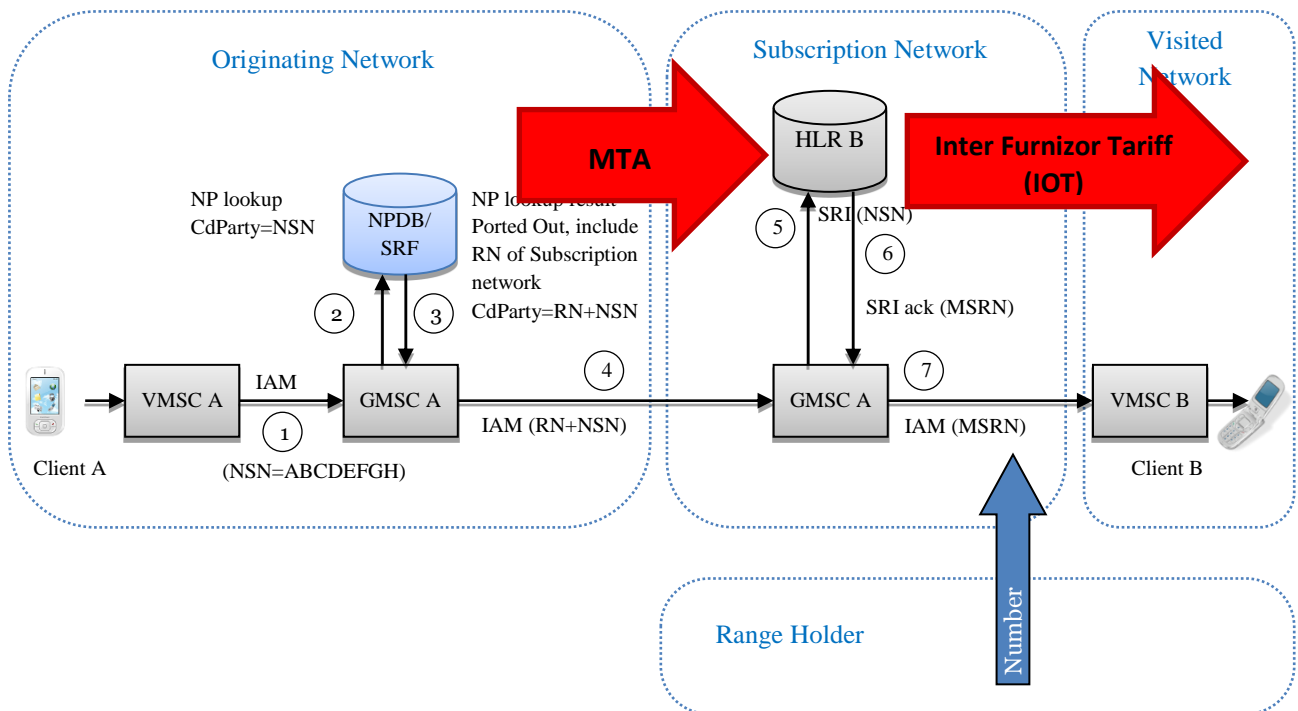 Originating Network
Subscription Network
Visited
Network
MTA
HLR B
Inter Furnizor Tariff
(IOT)
NP lookup
CdParty=NSN
NPDB/
SRF
NP lookup result
Ported Out, include
RN of Subscription
network
CdParty=RN+NSN
5
SRI (NSN)
6
SRI ack (MSRN)
2
3
4
7
VMSC A
IAM
GMSC A
IAM (RN+NSN)
GMSC A
IAM (MSRN)
VMSC B
1
Client A
(NSN=ABCDEFGH)
Client B
Range Holder
Number